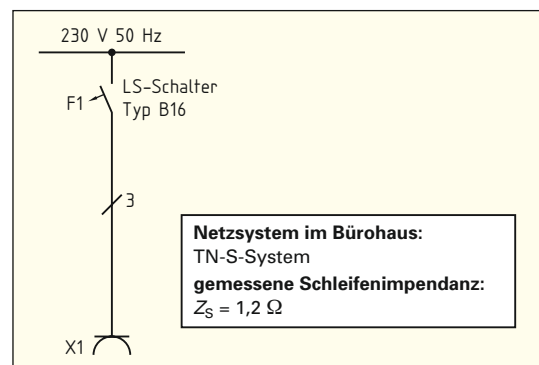 230 V 50 Hz
LS-Schalter
F1
Typ B16
3
Netzsystem im Bürohaus:
TN-S-System
gemessene Schleifenimpendanz:
Z_S = 1,2 Ω
X1